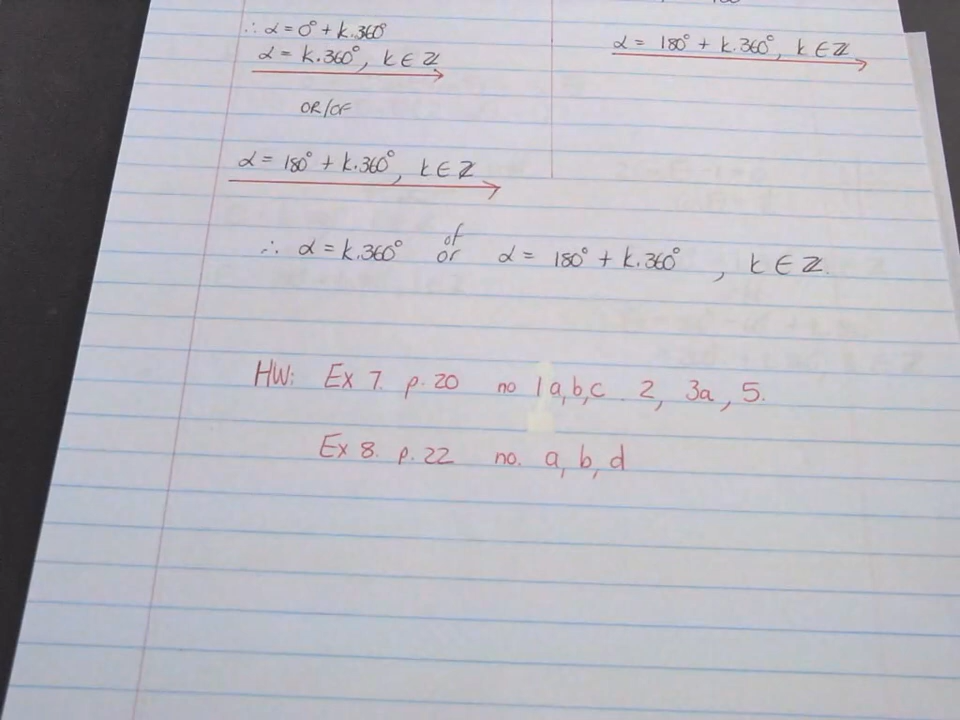 ∴ α = 0° + k.360°
α = k.360°, k ∈ ℤ
OR/OF
α = 180° + k.360°, k ∈ ℤ
α = 180° + k.360°, k ∈ ℤ
∴ α = k.360° of/or α = 180° + k.360°, k ∈ ℤ.
HW: Ex 7. p.20 no 1a,b,c. 2, 3a, 5.
Ex 8. p.22 no. a, b, d